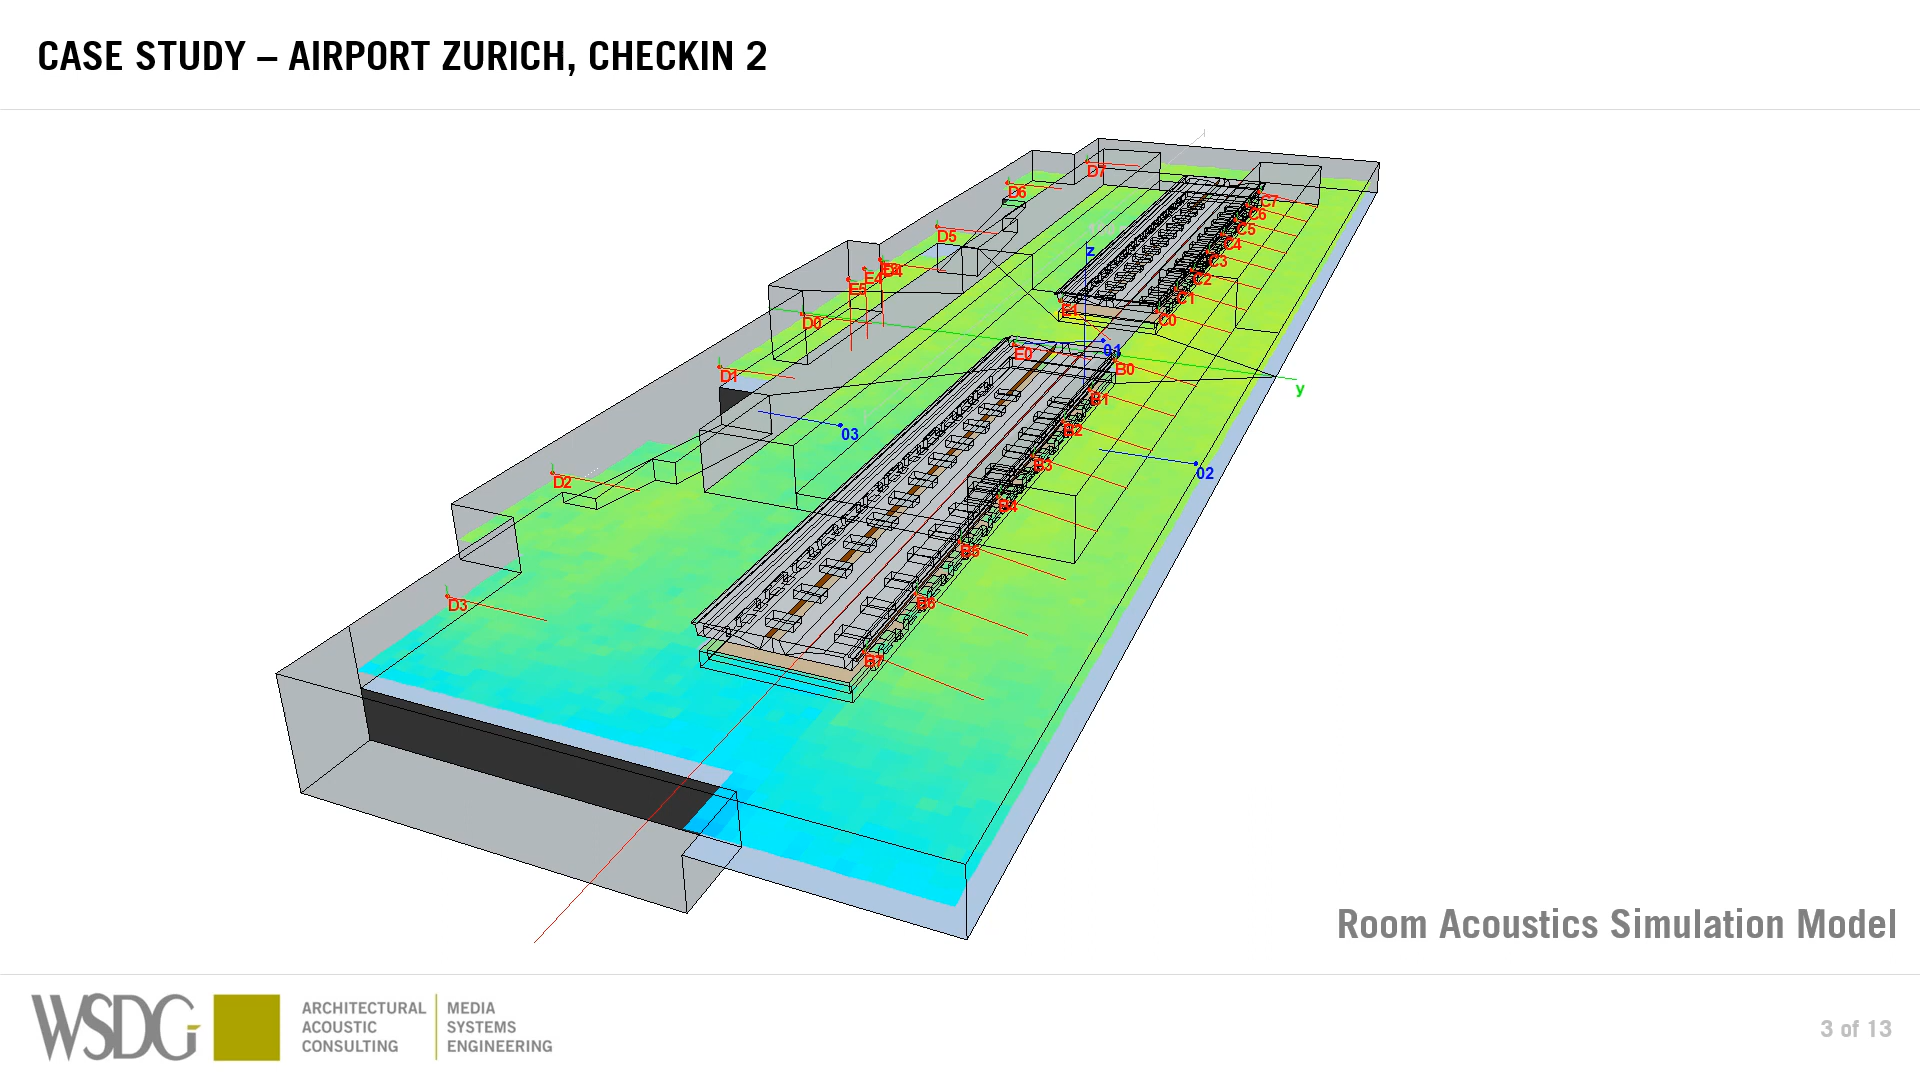 CASE STUDY – AIRPORT ZURICH, CHECKIN 2
D7
D6
C7
C6
D5
C5
C4
z
C3
E4
D4
C2
E5
C1
E1
D0
C0
01
E0
B0
D1
y
B1
B2
03
B3
02
D2
B4
B5
B6
D3
B7
Room Acoustics Simulation Model
WSDG
ARCHITECTURAL
ACOUSTIC
CONSULTING
MEDIA
SYSTEMS
ENGINEERING
3 of 13